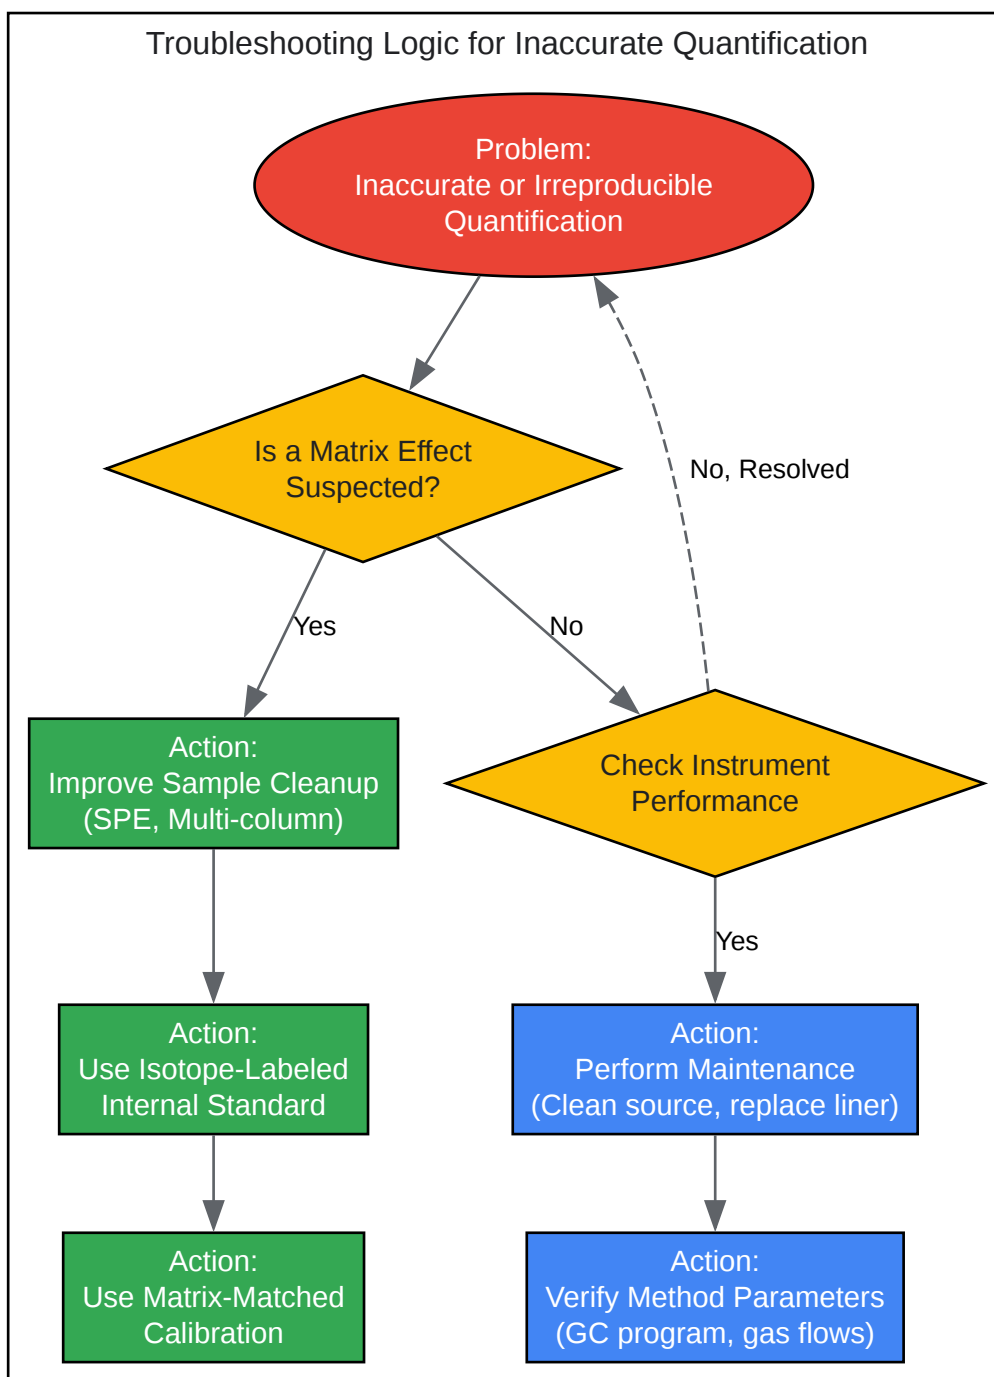 Troubleshooting Logic for Inaccurate Quantification
Problem:
Inaccurate or Irreproducible
Quantification
Is a Matrix Effect
Suspected?
No, Resolved
Yes
No
Action:
Improve Sample Cleanup
(SPE, Multi-column)
Check Instrument
Performance
Yes
Action:
Use Isotope-Labeled
Internal Standard
Action:
Perform Maintenance
(Clean source, replace liner)
Action:
Use Matrix-Matched
Calibration
Action:
Verify Method Parameters
(GC program, gas flows)